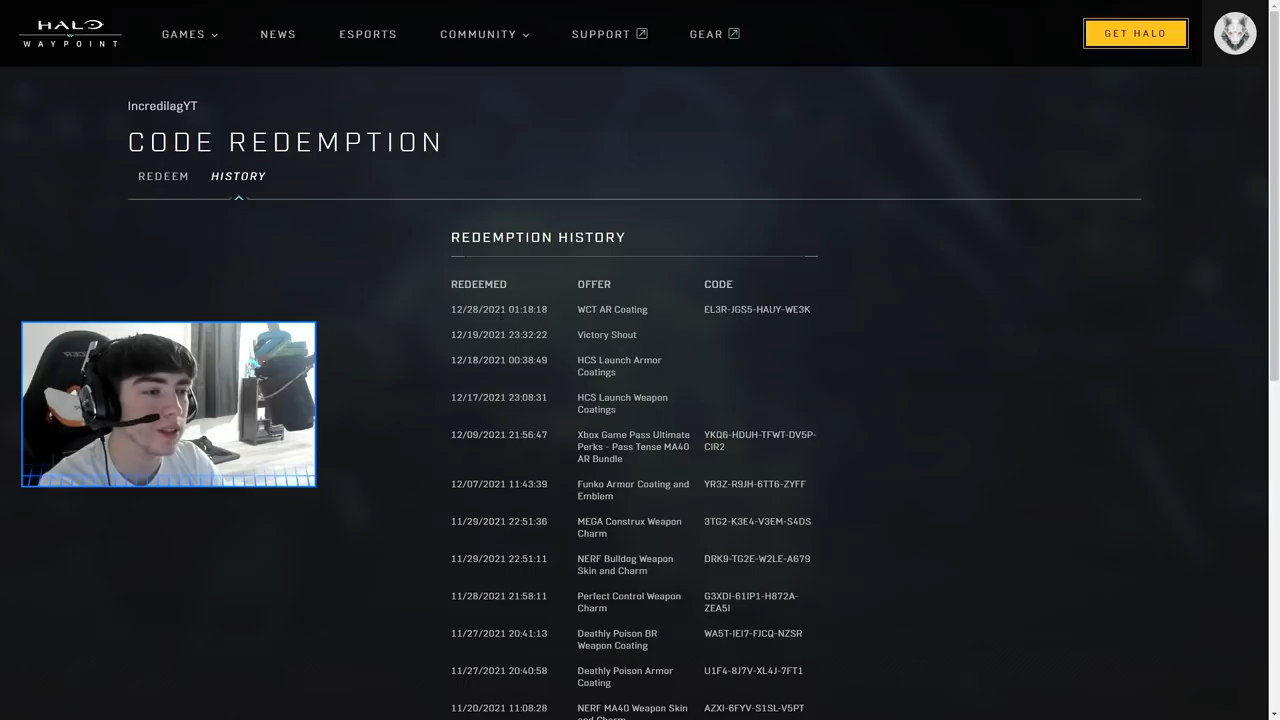 HALO
WAYPOINT
GAMES
NEWS
ESPORTS
COMMUNITY
SUPPORT
GEAR
GET HALO
IncredilagYT
CODE REDEMPTION
REDEEM HISTORY
REDEMPTION HISTORY
REDEEMED OFFER CODE
12/28/2021 01:18:18 WCT AR Coating EL3R-JGS5-HAUY-WE3K
12/19/2021 23:32:22 Victory Shout
12/18/2021 00:38:49 HCS Launch Armor
Coatings
12/17/2021 23:08:31 HCS Launch Weapon
Coatings
12/09/2021 21:56:47 Xbox Game Pass Ultimate YKQ6-HDUH-TFWT-DV5P-
Perks - Pass Tense MA40 CIR2
AR Bundle
12/07/2021 11:43:39 Funko Armor Coating and YR3Z-R9JH-6TT6-ZYFF
Emblem
11/29/2021 22:51:36 MEGA Construx Weapon 3TG2-K3E4-V3EM-S4DS
Charm
11/29/2021 22:51:11 NERF Bulldog Weapon DRK9-TG2E-W2LE-A679
Skin and Charm
11/28/2021 21:58:11 Perfect Control Weapon G3XDI-61IP1-H872A-
Charm ZEA5I
11/27/2021 20:41:13 Deathly Poison BR WA5T-IEI7-FJCQ-NZSR
Weapon Coating
11/27/2021 20:40:58 Deathly Poison Armor U1F4-8J7V-XL4J-7FT1
Coating
11/20/2021 11:08:28 NERF MA40 Weapon Skin AZXI-6FYV-S1SL-V5PT
and Charm